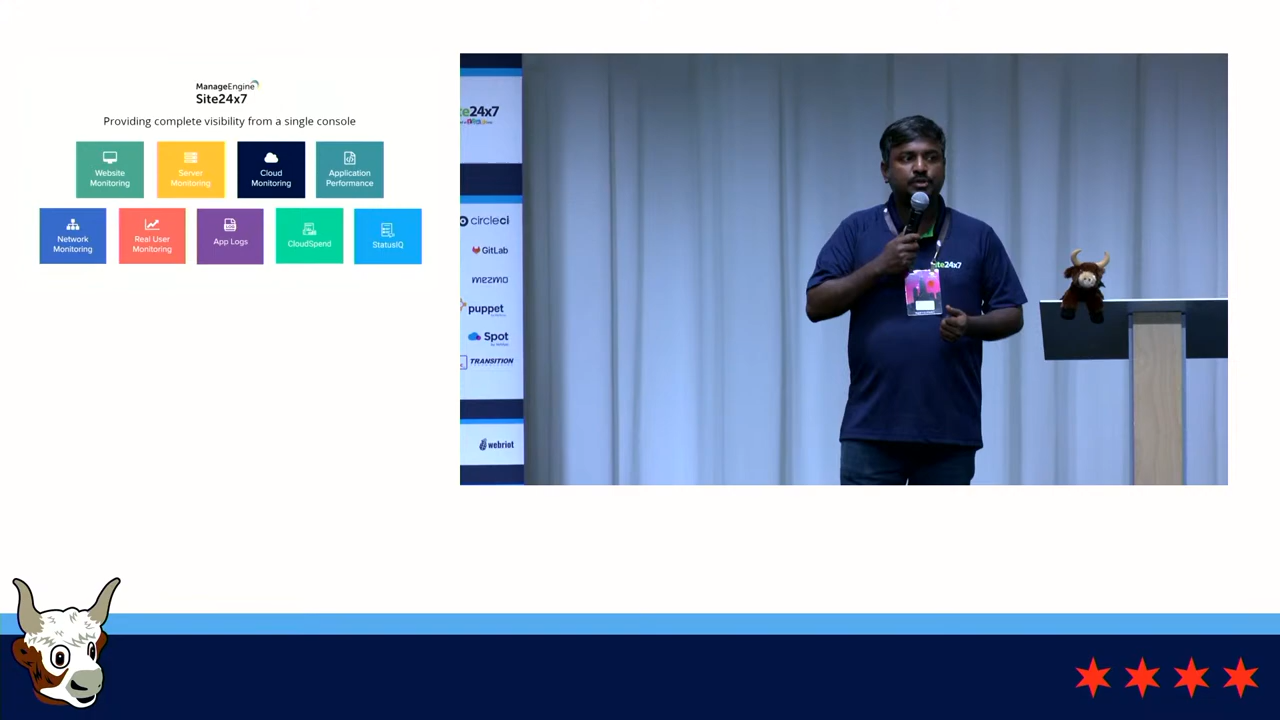 ManageEngine
Site24x7
Providing complete visibility from a single console
Website
Monitoring
Server
Monitoring
Cloud
Monitoring
Application
Performance
Network
Monitoring
Real User
Monitoring
App Logs
CloudSpend
StatusIQ
te24x7
circleci
GitLab
mezmo
puppet
Spot
TRANSITION
webriot
Site24x7